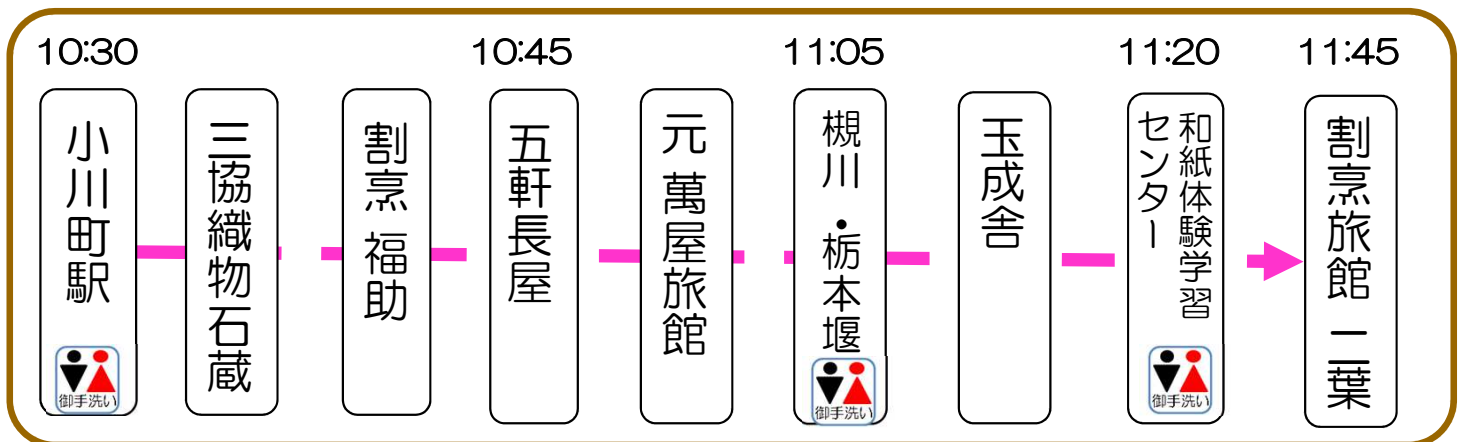 10:30
10:45
11:05
11:20
11:45
小川町駅
御手洗い
三協織物石蔵
割烹 福助
五軒長屋
元 萬屋旅館
槻川・栃本堰
御手洗い
玉成舎
和紙体験学習
センター
御手洗い
割烹旅館 二葉